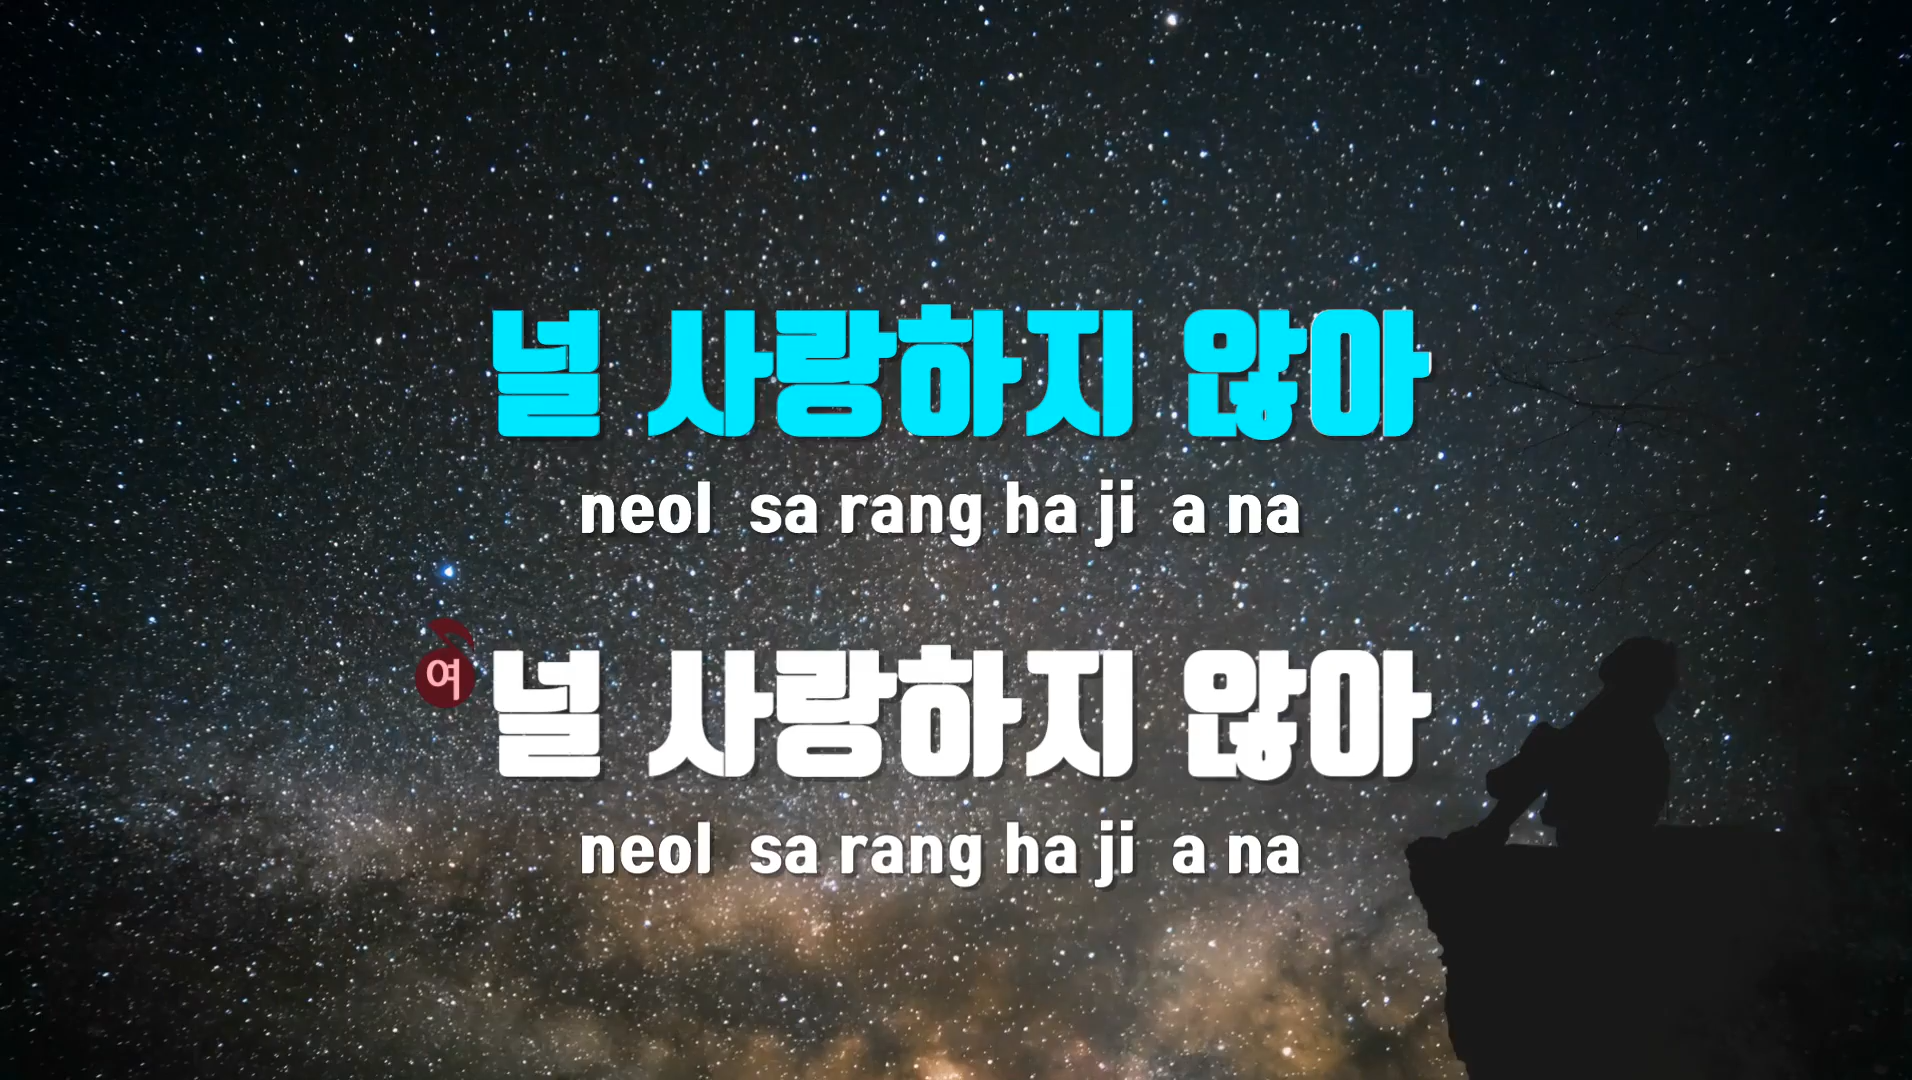 널 사랑하지 않아
neol sa rang ha ji a na
여 널 사랑하지 않아
neol sa rang ha ji a na